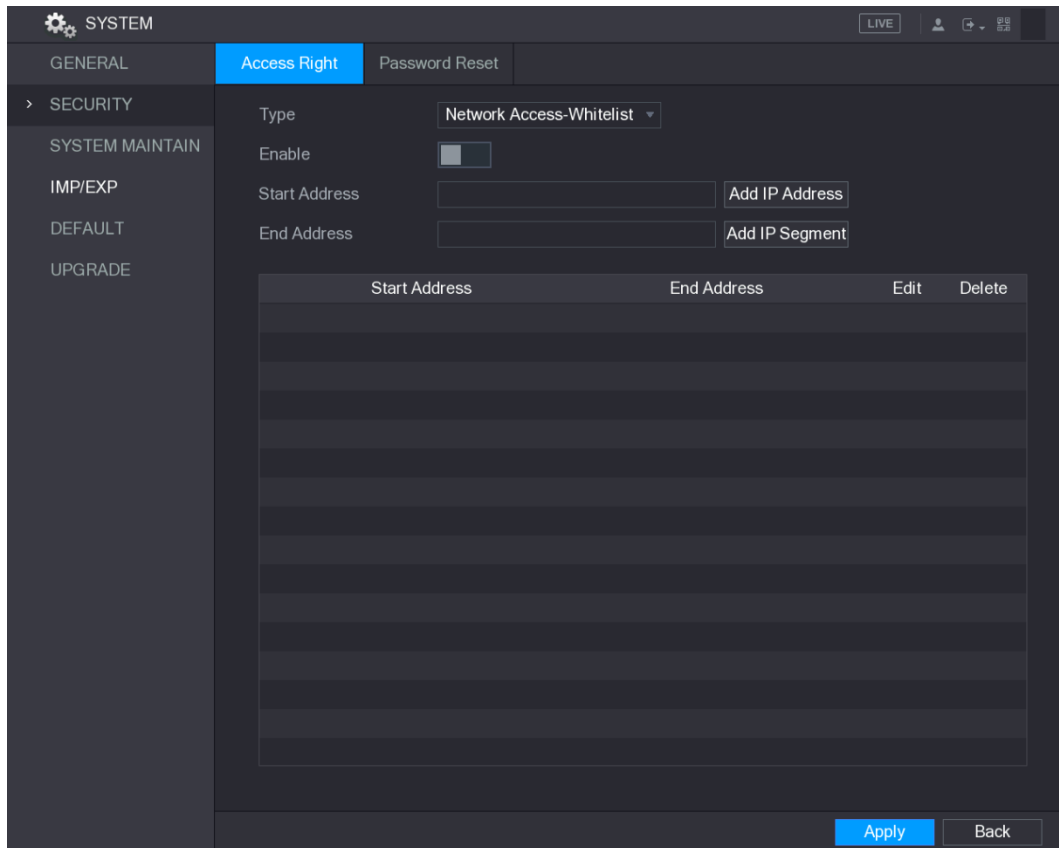 SYSTEM
LIVE
GENERAL
SECURITY
SYSTEM MAINTAIN
IMP/EXP
DEFAULT
UPGRADE
Access Right Password Reset
Type Network Access-Whitelist
Enable
Start Address Add IP Address
End Address Add IP Segment
Start Address End Address Edit Delete
Apply Back